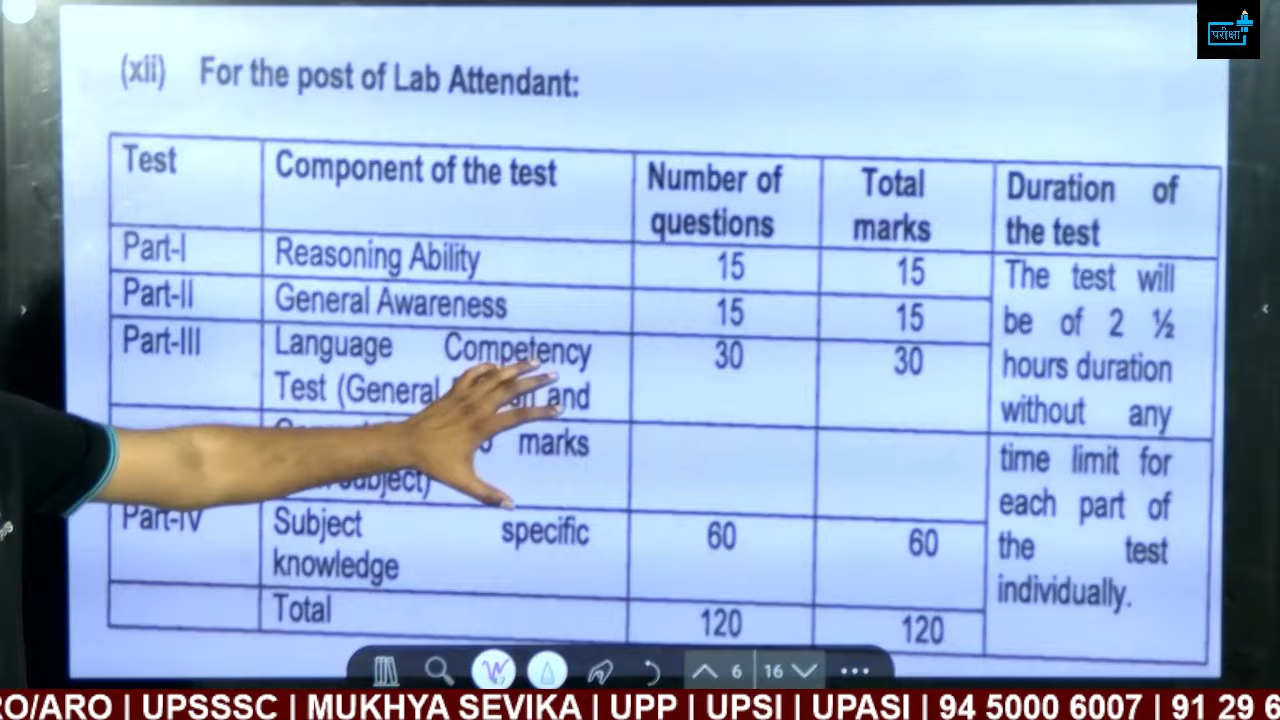 परीक्षा
(xii) For the post of Lab Attendant:
Test Component of the test Number of questions Total marks Duration of the test
Part-I Reasoning Ability 15 15 The test will be of 2 ½ hours duration without any
Part-II General Awareness 15 15
Part-III Language Competency 30 30
Test (General and
marks
subject)
time limit for each part of the test individually.
Part-IV Subject specific knowledge 60 60
Total 120 120
6 16
RO/ARO | UPSSSC | MUKHYA SEVIKA | UPP | UPSI | UPASI | 94 5000 6007 | 91 29 6